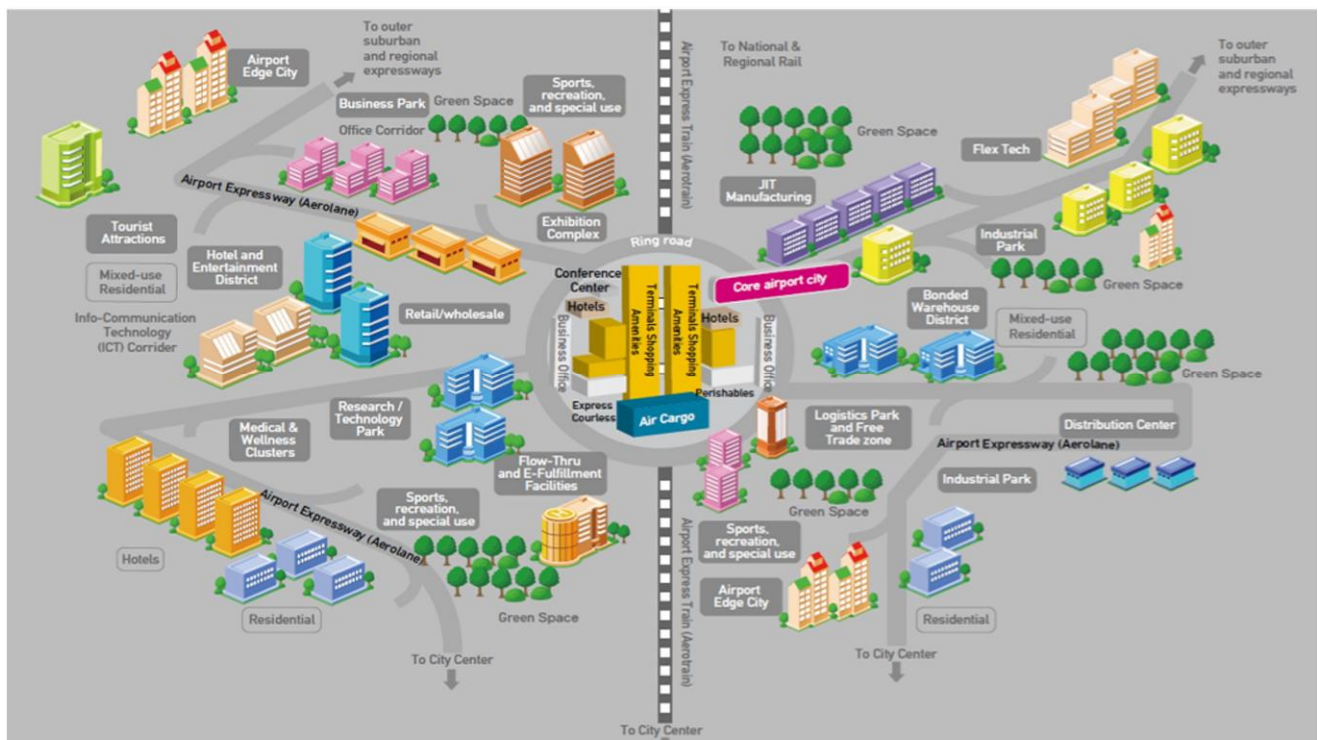 To outer
suburban
and regional
expressways
Airport
Edge City
Business Park
Green Space
Office Corridor
Sports,
recreation,
and special use
Airport Expressway (Aerolane)
Tourist
Attractions
Hotel and
Entertainment
District
Exhibition
Complex
Mixed-use
Residential
Info-Communication
Technology
(ICT) Corridor
Retail/wholesale
Airport Express Train (Aerotrain)
To National &
Regional Rail
To outer
suburban
and regional
expressways
Green Space
Flex Tech
JIT
Manufacturing
Industrial
Park
Green Space
Ring road
Core airport city
Conference
Center
Hotels
Terminals Shopping
Amenities
Terminals Shopping
Amenities
Hotels
Business Office
Business Office
Express
Courless
Perishables
Air Cargo
Bonded
Warehouse
District
Mixed-use
Residential
Green Space
Research /
Technology
Park
Medical &
Wellness
Clusters
Flow-Thru
and E-Fulfillment
Facilities
Airport Expressway (Aerolane)
Sports,
recreation,
and special use
Hotels
Residential
Green Space
To City Center
Logistics Park
and Free
Trade zone
Distribution Center
Airport Expressway (Aerolane)
Industrial Park
Green Space
Sports,
recreation,
and special use
Airport
Edge City
Residential
To City Center
Airport Express Train (Aerotrain)
To City Center